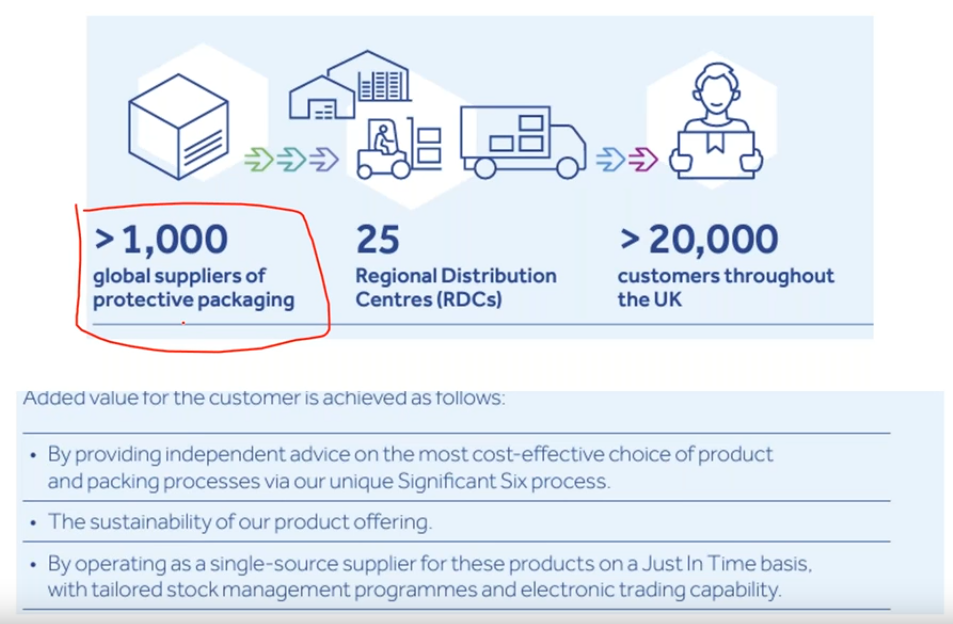 > 1,000
global suppliers of
protective packaging
25
Regional Distribution
Centres (RDCs)
> 20,000
customers throughout
the UK
Added value for the customer is achieved as follows:
• By providing independent advice on the most cost-effective choice of product
and packing processes via our unique Significant Six process.
• The sustainability of our product offering.
• By operating as a single-source supplier for these products on a Just In Time basis,
with tailored stock management programmes and electronic trading capability.